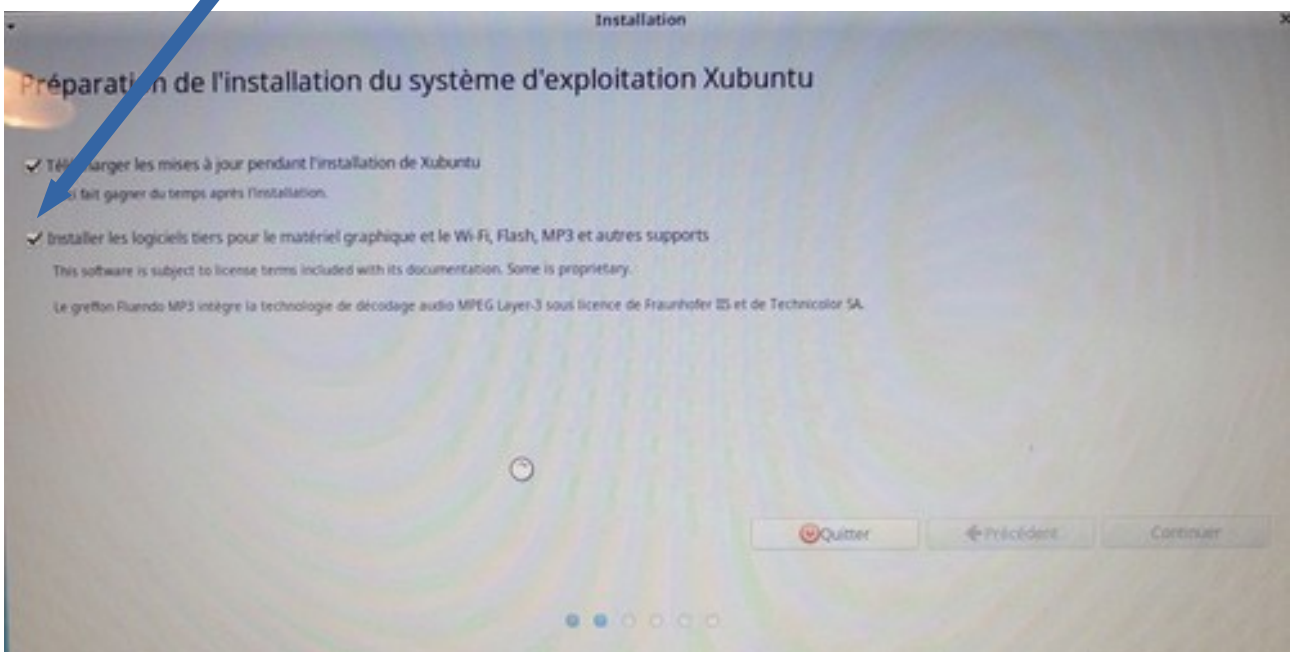 Installation
Préparation de l'installation du système d'exploitation Xubuntu
Télécharger les mises à jour pendant l'installation de Xubuntu
fait gagner du temps après l'installation.
Installer les logiciels tiers pour le matériel graphique et le Wi-Fi, Flash, MP3 et autres supports
This software is subject to license terms included with its documentation. Some is proprietary.
Le greffon Fluendo MP3 intègre la technologie de décodage audio MPEG Layer-3 sous licence de Fraunhofer IIS et de Technicolor SA.
Quitter
Précédent
Continuer